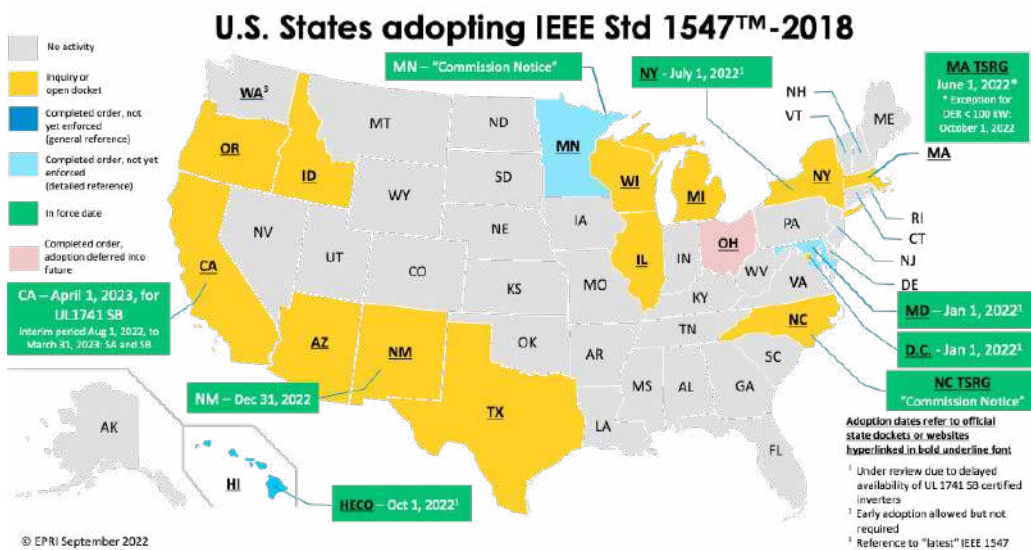 U.S. States adopting IEEE Std 1547™-2018
No activity
Inquiry or
open docket
Completed order, not
yet enforced
(general reference)
Completed order, not yet
enforced
(detailed reference)
In force date
Completed order,
adoption deferred into
future
MN – "Commission Notice"
NY - July 1, 2022¹
MA TSRG
June 1, 2022*
* Exception for
DER < 100 kW:
October 1, 2022
CA – April 1, 2023, for
UL1741 SB
Interim period Aug 1, 2022, to
March 31, 2023: SA and SB
NM – Dec 31, 2022
HECO – Oct 1, 2022¹
MD – Jan 1, 2022¹
D.C. - Jan 1, 2022¹
NC TSRG
"Commission Notice"
WA³
MT
ND
MN
NH
VT
ME
OR
ID
SD
WI
MI
NY
MA
WY
IA
PA
RI
CT
NJ
NV
NE
IL
IN
OH
DE
CA
UT
CO
KS
MO
WV
VA
KY
AZ
NM
OK
AR
TN
NC
SC
TX
MS
AL
GA
LA
FL
AK
HI
Adoption dates refer to official
state dockets or websites
hyperlinked in bold underline font
¹ Under review due to delayed
availability of UL 1741 SB certified
inverters
¹ Early adoption allowed but not
required
³ Reference to "latest" IEEE 1547
© EPRI September 2022